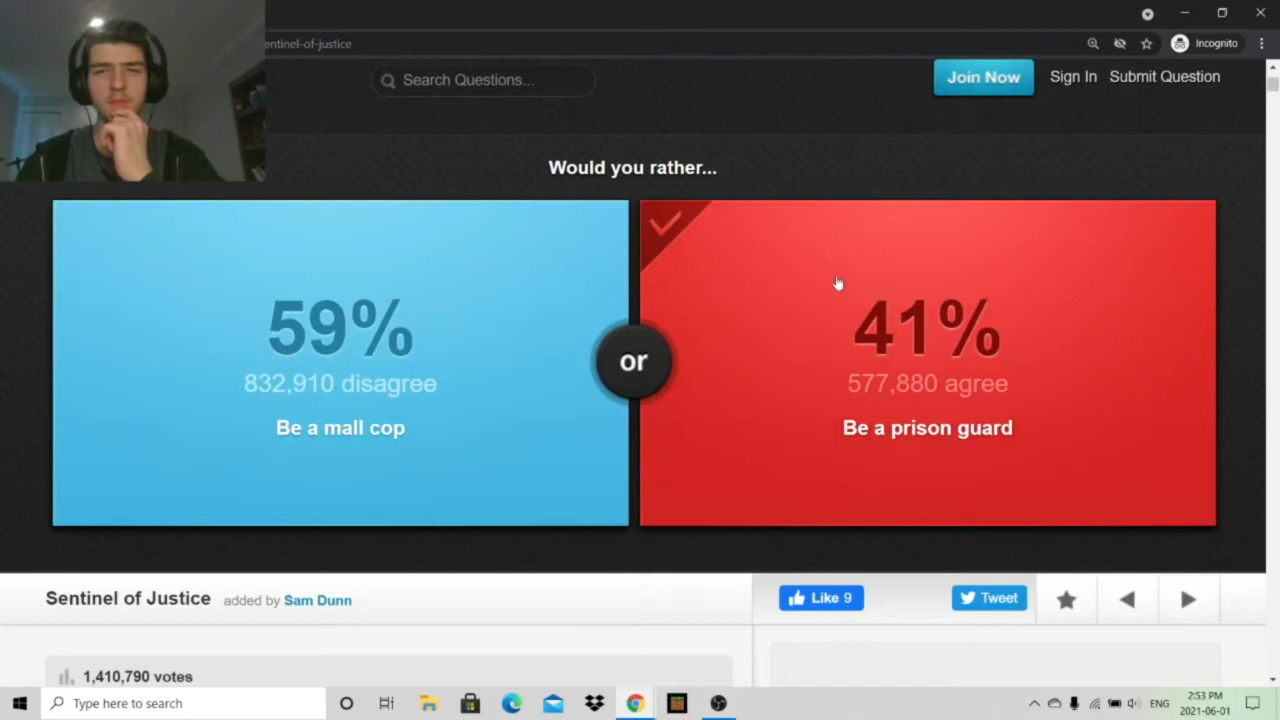 entinel-of-justice
Incognito
Search Questions...
Join Now
Sign In
Submit Question
Would you rather...
59%
832,910 disagree
Be a mall cop
or
41%
577,880 agree
Be a prison guard
Sentinel of Justice added by Sam Dunn
Like 9
Tweet
1,410,790 votes
Type here to search
ENG
2:53 PM
2021-06-01